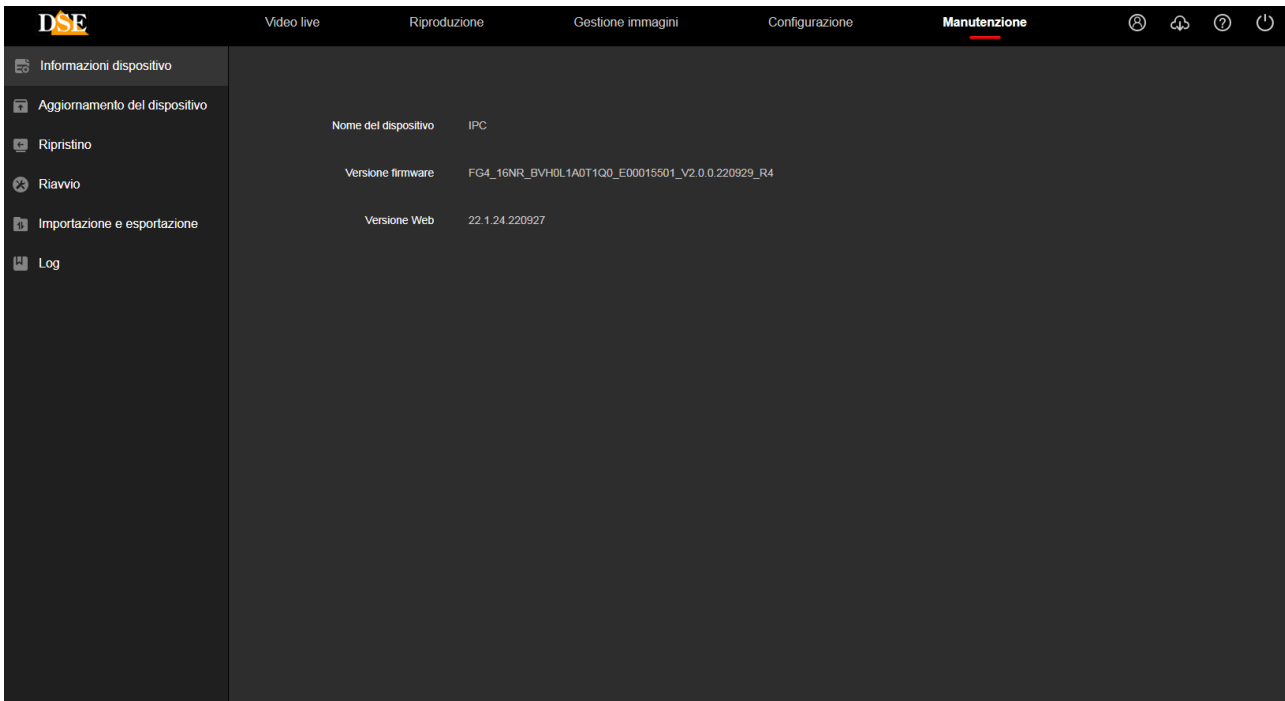 DSE
Video live
Riproduzione
Gestione immagini
Configurazione
Manutenzione
Informazioni dispositivo
Aggiornamento del dispositivo
Ripristino
Riavvio
Importazione e esportazione
Log
Nome del dispositivo IPC
Versione firmware FG4_16NR_BVH0L1A0T1Q0_E00015501_V2.0.0.220929_R4
Versione Web 22.1.24.220927